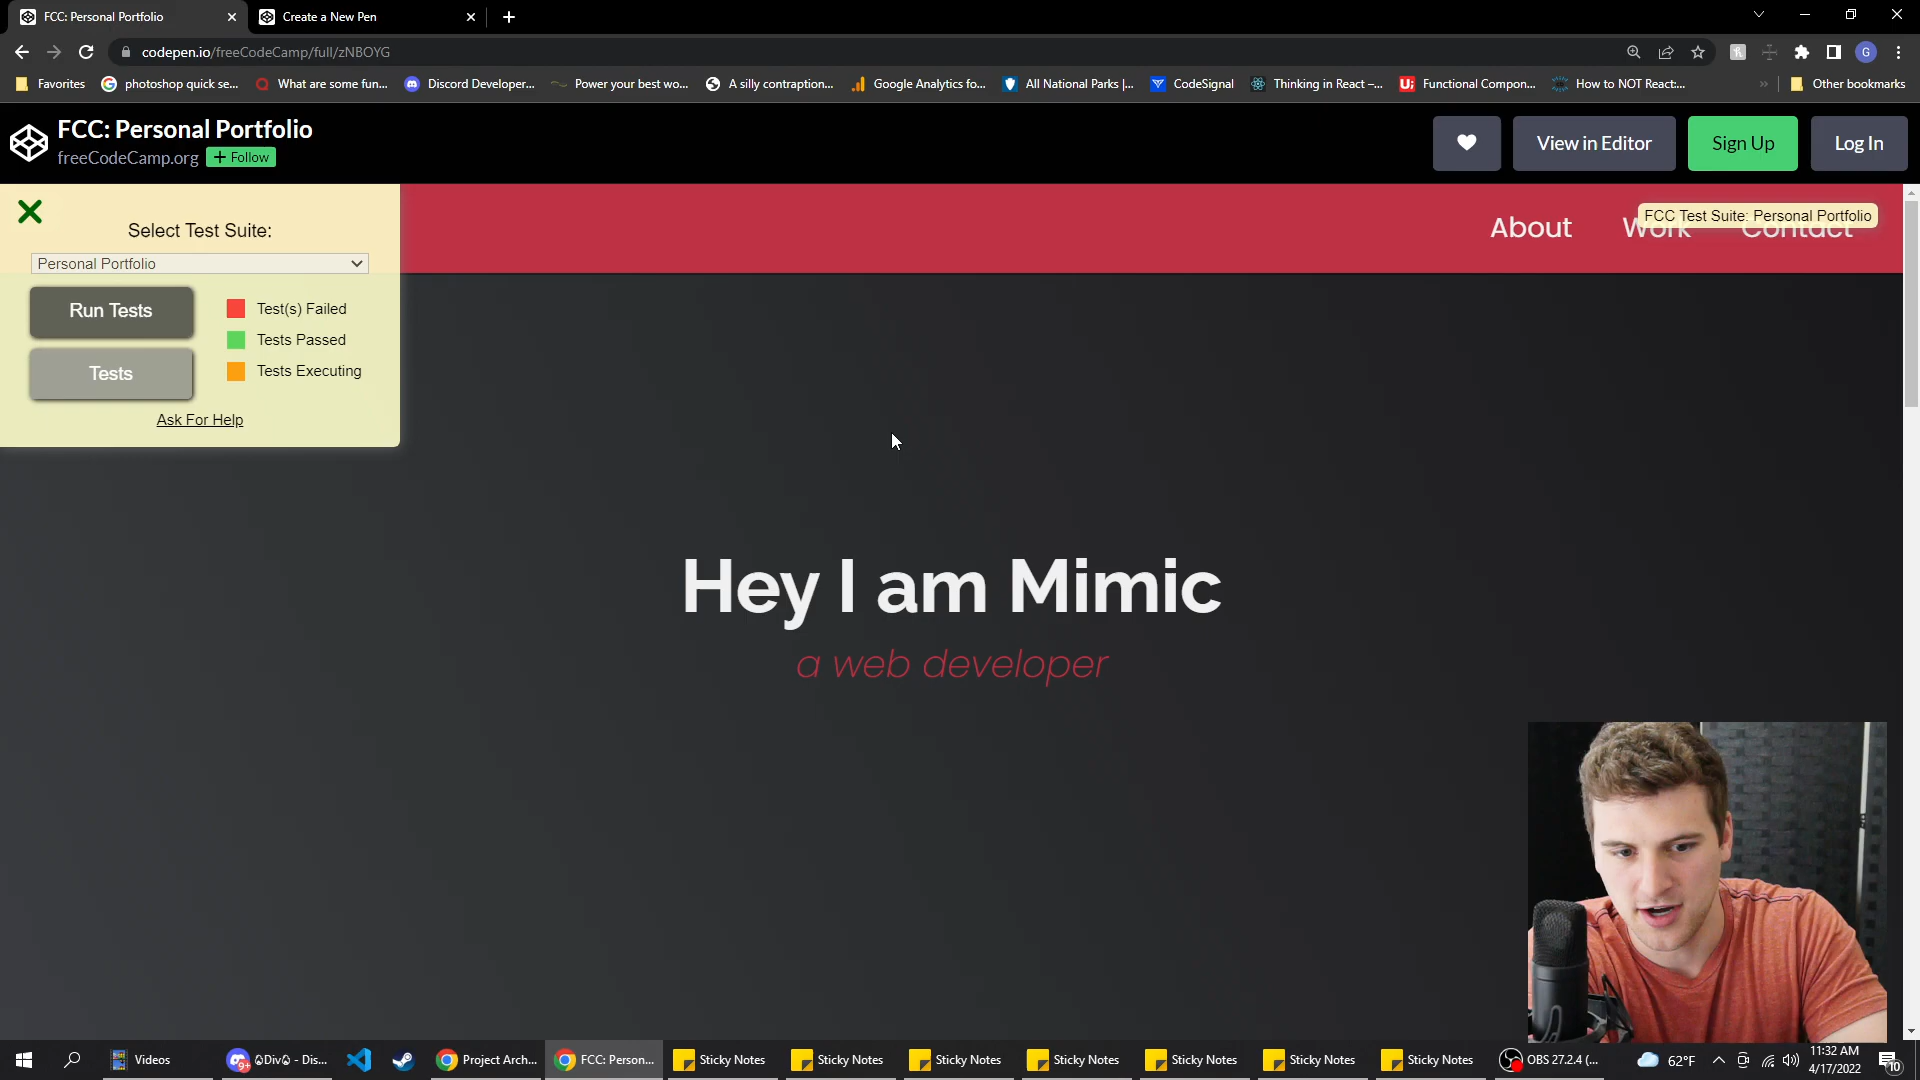 FCC: Personal Portfolio
Create a New Pen
codepen.io/freeCodeCamp/full/zNBOYG
G
Favorites
photoshop quick se...
What are some fun...
Discord Developer...
Power your best wo...
A silly contraption...
Google Analytics fo...
All National Parks |...
CodeSignal
Thinking in React –...
Functional Compon...
How to NOT React:...
»
Other bookmarks
FCC: Personal Portfolio
freeCodeCamp.org
+ Follow
View in Editor
Sign Up
Log In
Select Test Suite:
Personal Portfolio
Run Tests
Tests
Test(s) Failed
Tests Passed
Tests Executing
Ask For Help
About
Work
Contact
FCC Test Suite: Personal Portfolio
Hey I am Mimic
a web developer
Videos
9+
Div - Dis...
Project Arch...
FCC: Person...
Sticky Notes
Sticky Notes
Sticky Notes
Sticky Notes
Sticky Notes
Sticky Notes
Sticky Notes
OBS 27.2.4 (...
62°F
11:32 AM
4/17/2022
10